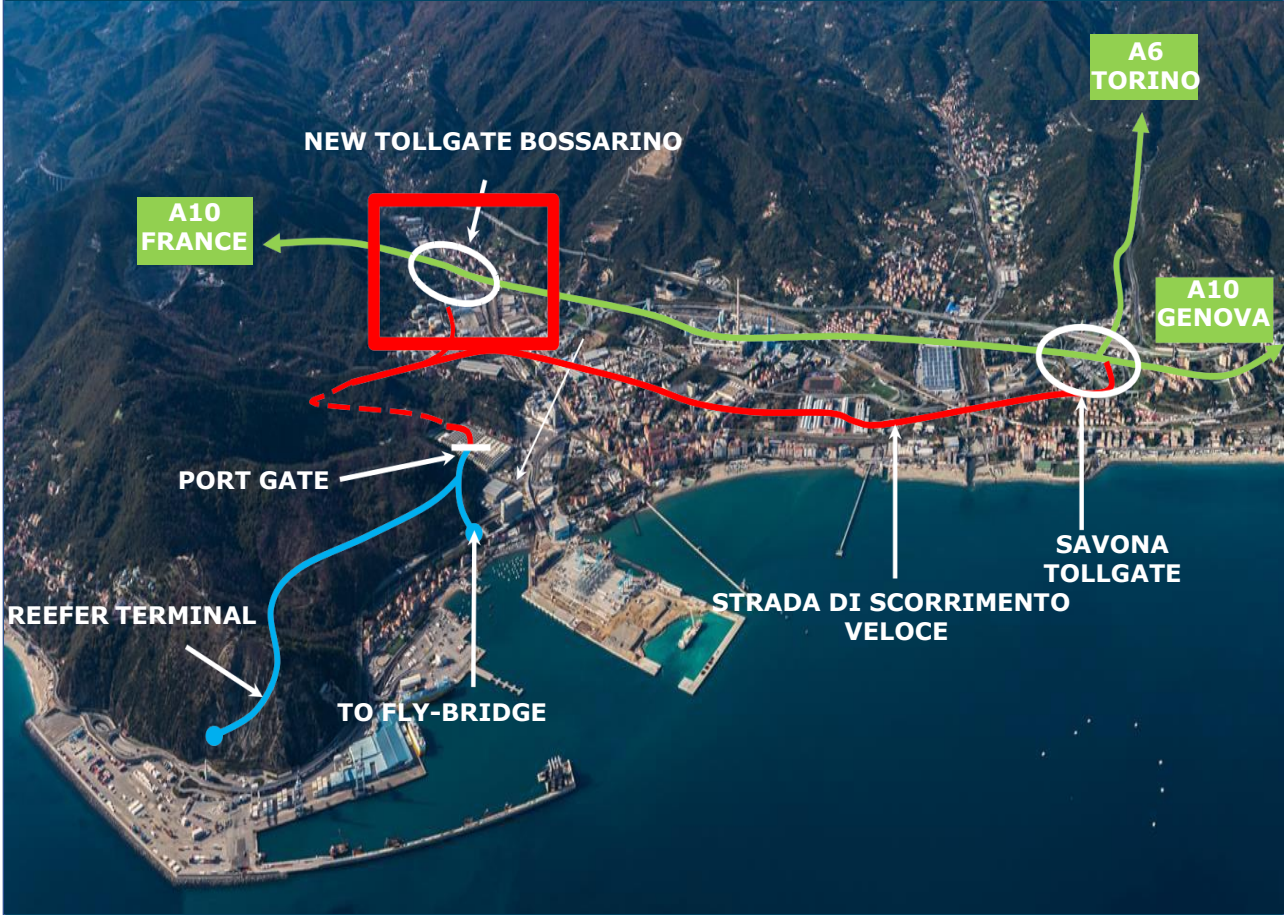 A6
TORINO
NEW TOLLGATE BOSSARINO
A10
FRANCE
A10
GENOVA
PORT GATE
SAVONA
TOLLGATE
STRADA DI SCORRIMENTO
VELOCE
REEFER TERMINAL
TO FLY-BRIDGE